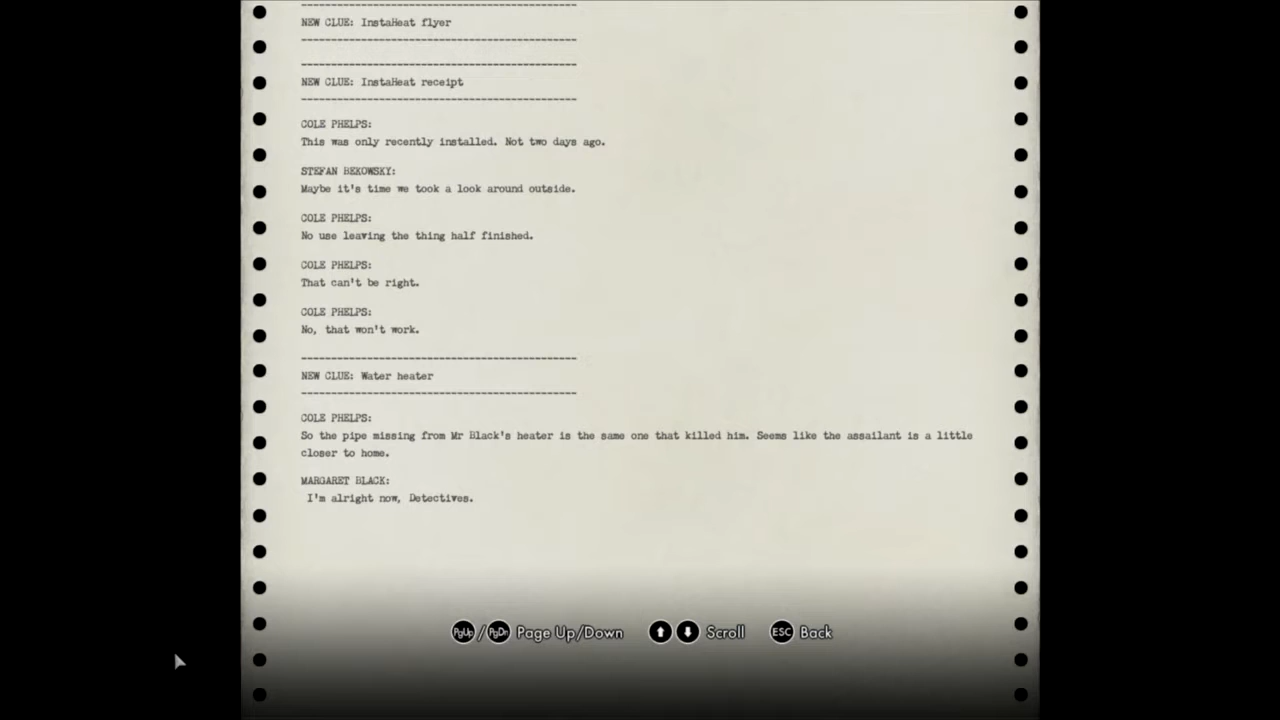 ----------------------------------------------
NEW CLUE: InstaHeat flyer
----------------------------------------------
----------------------------------------------
NEW CLUE: InstaHeat receipt
----------------------------------------------
COLE PHELPS:
This was only recently installed. Not two days ago.
STEFAN BEKOWSKY:
Maybe it's time we took a look around outside.
COLE PHELPS:
No use leaving the thing half finished.
COLE PHELPS:
That can't be right.
COLE PHELPS:
No, that won't work.
----------------------------------------------
NEW CLUE: Water heater
----------------------------------------------
COLE PHELPS:
So the pipe missing from Mr Black's heater is the same one that killed him. Seems like the assailant is a little
closer to home.
MARGARET BLACK:
I'm alright now, Detectives.
PgUp / PgDn Page Up/Down Scroll ESC Back